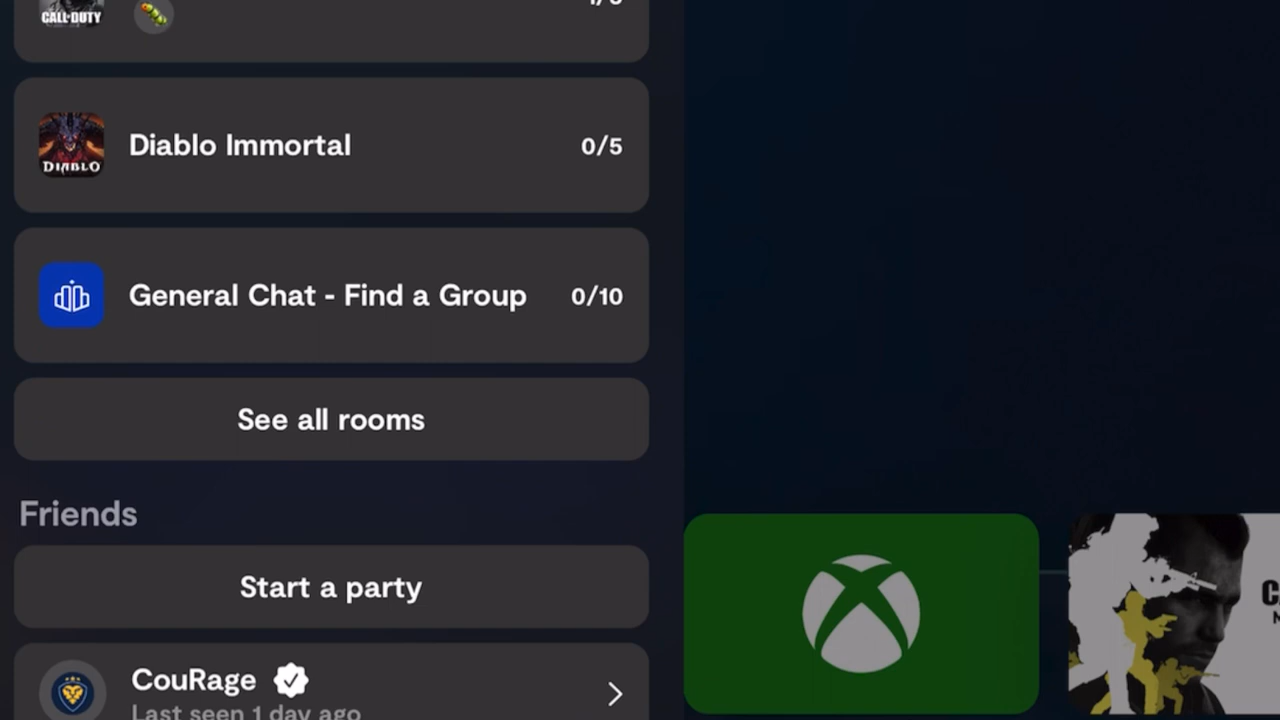 CALL·DUTY
Diablo Immortal
0/5
DIABLO
General Chat - Find a Group
0/10
See all rooms
Friends
Start a party
CouRage
Last seen 1 day ago